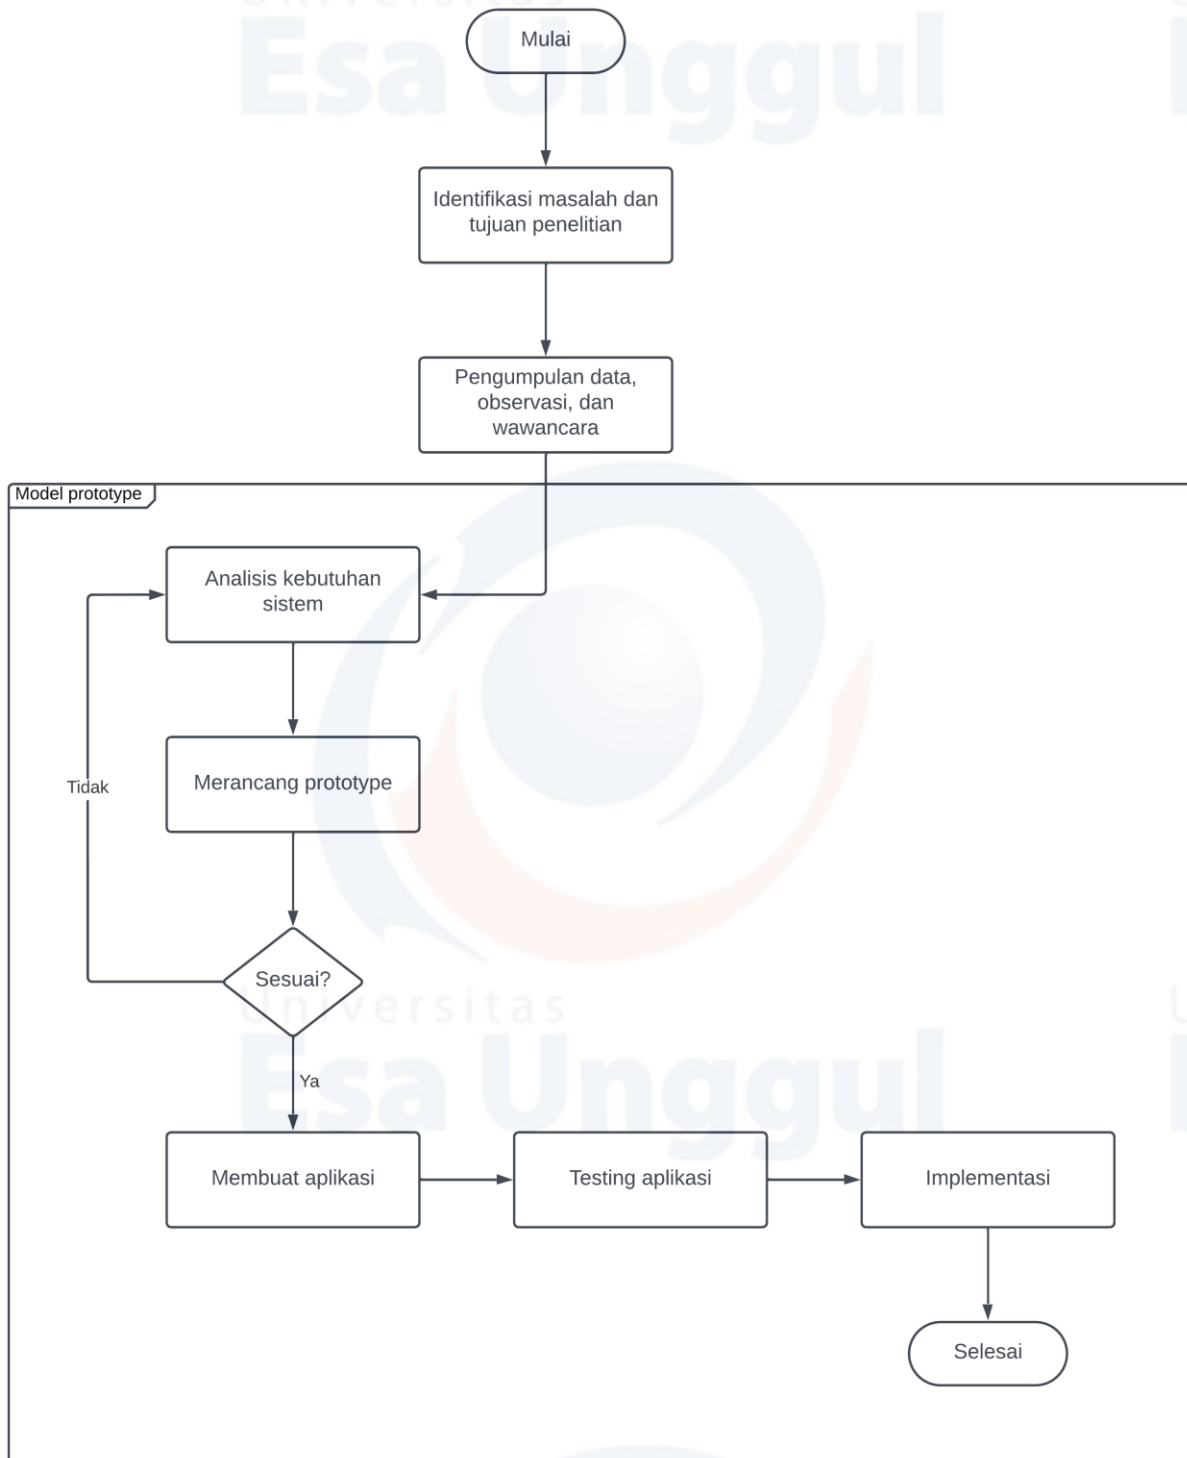 Universitas
Esa Unggul
Mulai
Identifikasi masalah dan
tujuan penelitian
Pengumpulan data,
observasi, dan
wawancara
Model prototype
Analisis kebutuhan
sistem
Merancang prototype
Tidak
Sesuai?
Universitas
Esa Unggul
Ya
Membuat aplikasi
Testing aplikasi
Implementasi
Selesai